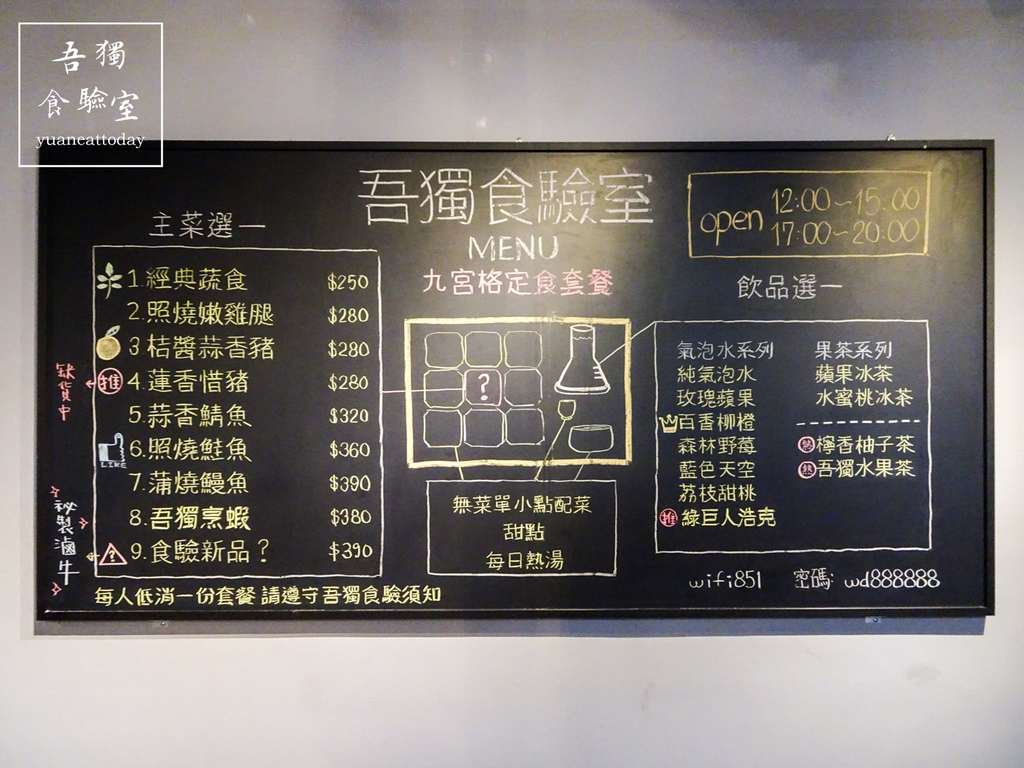 吾獨
食驗室
yuaneattoday
吾獨食驗室
MENU
九宮格定食套餐
open 12:00~15:00
17:00~20:00
主菜選一
1.經典蔬食 $250
2.照燒嫩雞腿 $280
3.桔醬蒜香豬 $280
推 4.蓮香惜豬 $280
5.蒜香鯖魚 $320
LIKE 6.照燒鮭魚 $360
7.蒲燒鰻魚 $390
8.吾獨烹蝦 $380
9.食驗新品? $390
缺貨中
祕製滷牛
每人低消一份套餐 請遵守吾獨食驗須知
?
無菜單小點配菜
甜點
每日熱湯
飲品選一
氣泡水系列
純氣泡水
玫瑰蘋果
百香柳橙
森林野莓
藍色天空
荔枝甜桃
推 綠巨人浩克
果茶系列
蘋果冰茶
水蜜桃冰茶
熱 檸香柚子茶
熱 吾獨水果茶
wifi851 密碼: wd888888